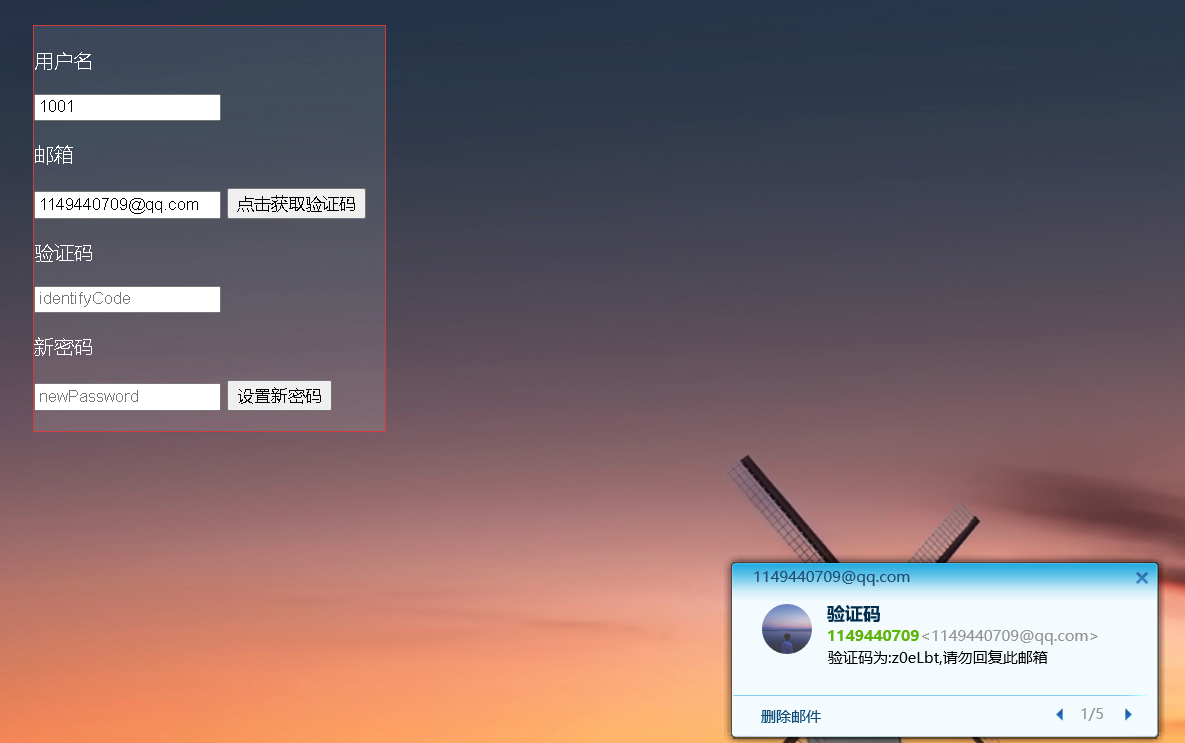 用户名
1001
邮箱
1149440709@qq.com 点击获取验证码
验证码
identifyCode
新密码
newPassword 设置新密码
1149440709@qq.com
验证码
1149440709<1149440709@qq.com>
验证码为:z0eLbt,请勿回复此邮箱
删除邮件 1/5